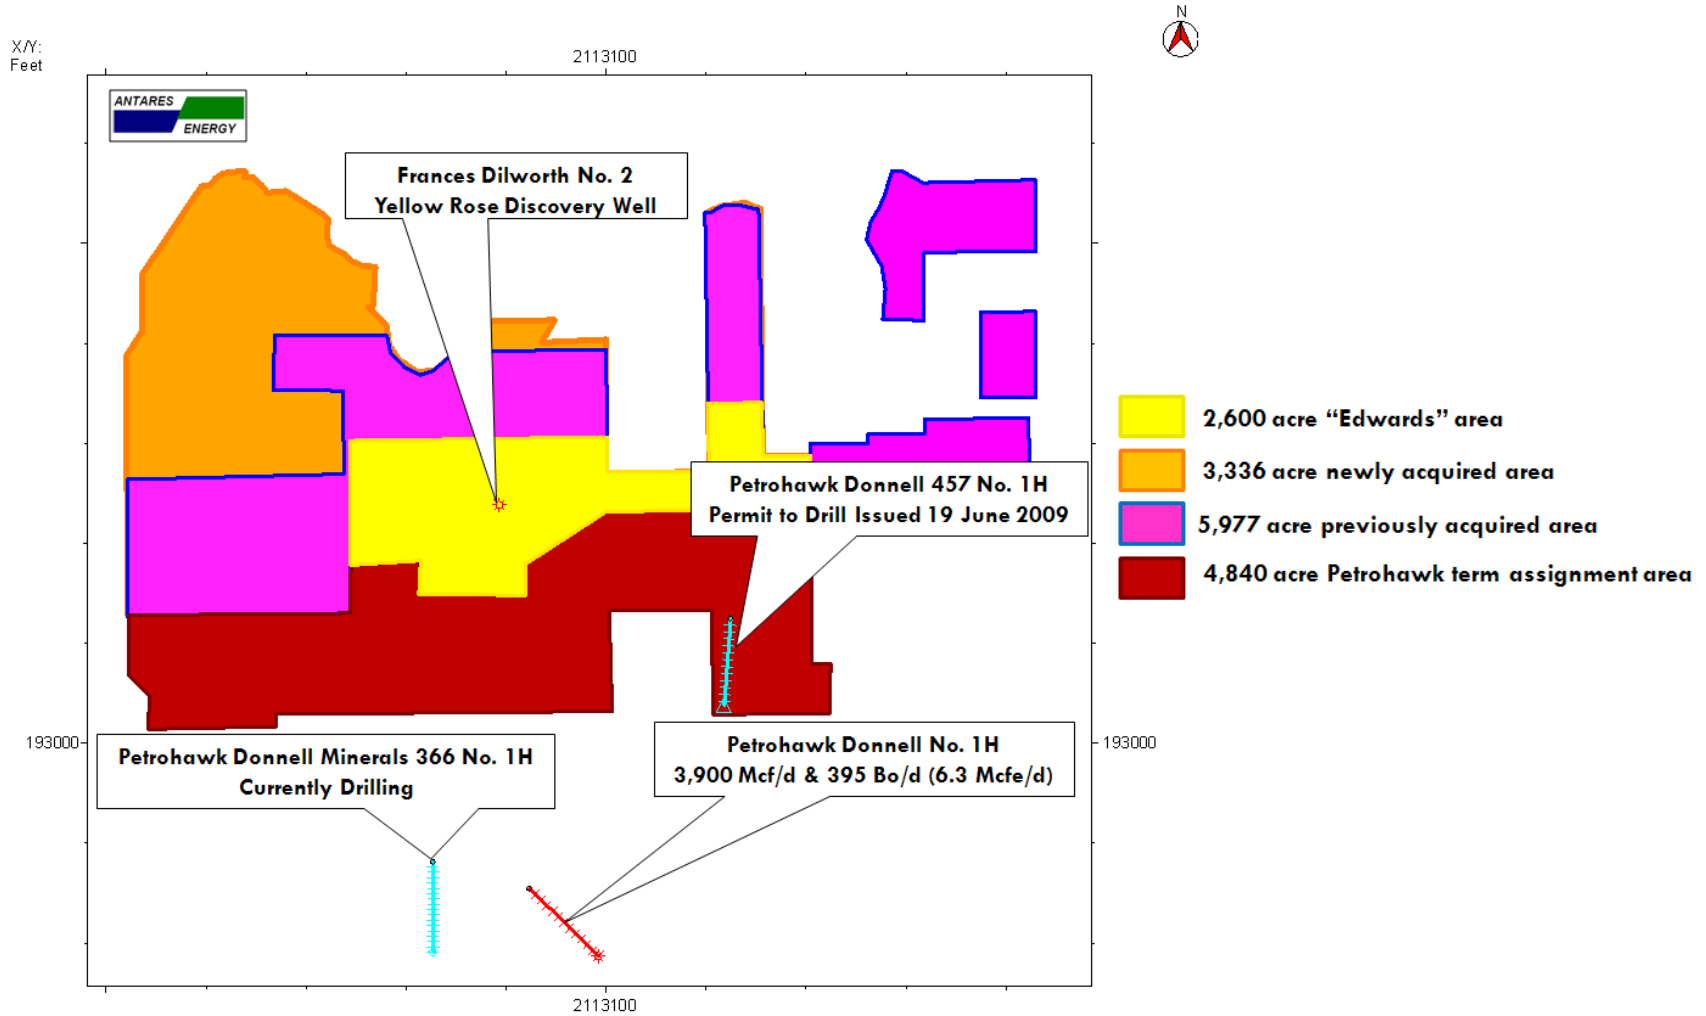 N
X/Y:
Feet
2113100
ANTARES
ENERGY
Frances Dilworth No. 2
Yellow Rose Discovery Well
2,600 acre “Edwards” area
3,336 acre newly acquired area
5,977 acre previously acquired area
4,840 acre Petrohawk term assignment area
Petrohawk Donnell 457 No. 1H
Permit to Drill Issued 19 June 2009
193000
193000
Petrohawk Donnell Minerals 366 No. 1H
Currently Drilling
Petrohawk Donnell No. 1H
3,900 Mcf/d & 395 Bo/d (6.3 Mcfe/d)
2113100